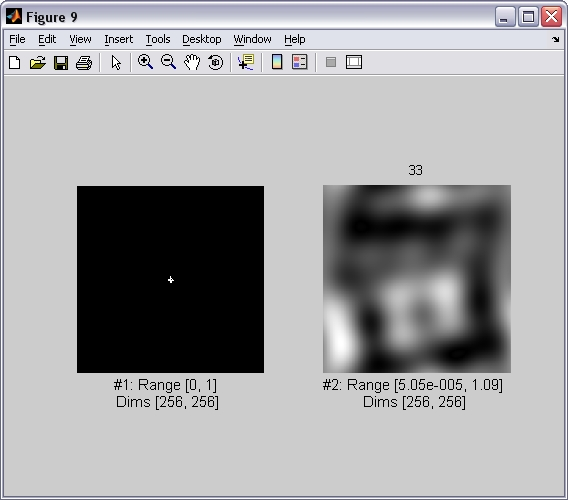 Figure 9
File Edit View Insert Tools Desktop Window Help
33
#1: Range [0, 1]
Dims [256, 256]
#2: Range [5.05e-005, 1.09]
Dims [256, 256]